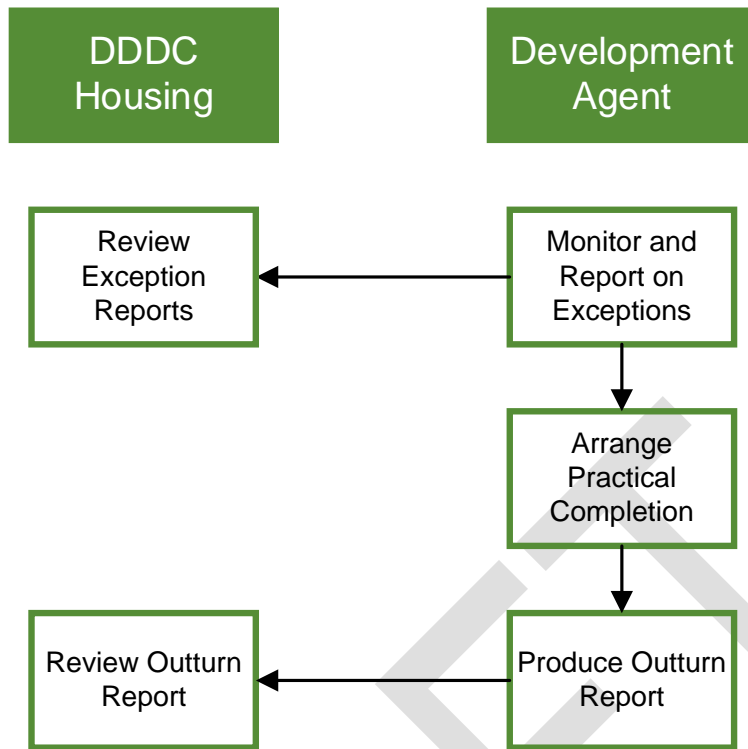 DDDC
Housing
Development
Agent
Review
Exception
Reports
Monitor and
Report on
Exceptions
Arrange
Practical
Completion
Review Outturn
Report
Produce Outturn
Report